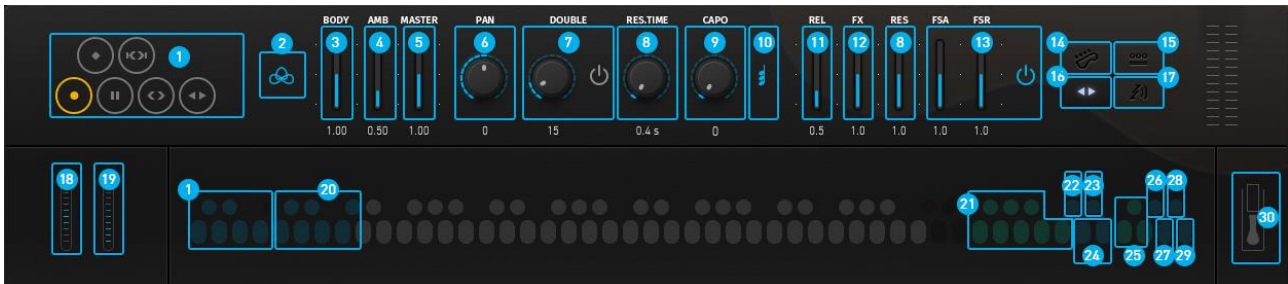 BODY AMB MASTER PAN DOUBLE RES.TIME CAPO REL FX RES FSA FSR
1 2 3 4 5 6 7 8 9 10 11 12 8 13 14 15
16 17
1.00 0.50 1.00 0 15 0.4 s 0 0.5 1.0 1.0 1.0 1.0
18 19 1 20 21 22 23 26 28
30
24 25 27 29